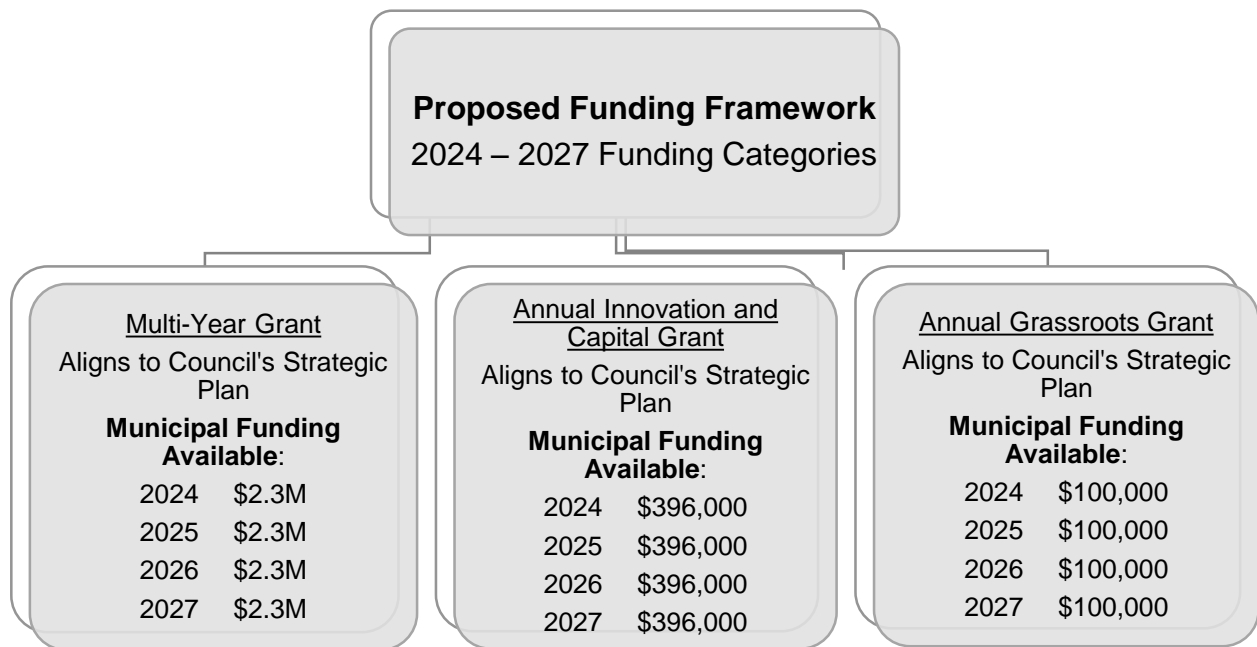 Proposed Funding Framework
2024 – 2027 Funding Categories
Multi-Year Grant
Aligns to Council's Strategic
Plan
Municipal Funding
Available:
2024 $2.3M
2025 $2.3M
2026 $2.3M
2027 $2.3M
Annual Innovation and
Capital Grant
Aligns to Council's Strategic
Plan
Municipal Funding
Available:
2024 $396,000
2025 $396,000
2026 $396,000
2027 $396,000
Annual Grassroots Grant
Aligns to Council's Strategic
Plan
Municipal Funding
Available:
2024 $100,000
2025 $100,000
2026 $100,000
2027 $100,000